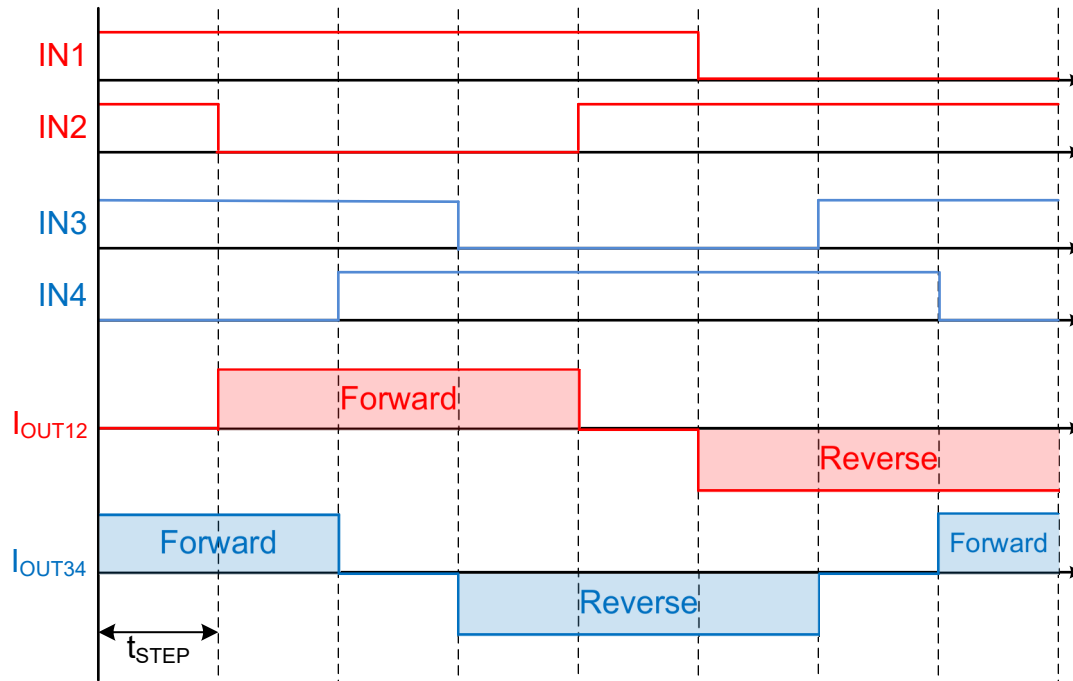 IN1
IN2
IN3
IN4
Forward
IOUT12
Reverse
Forward
Forward
IOUT34
Reverse
tSTEP